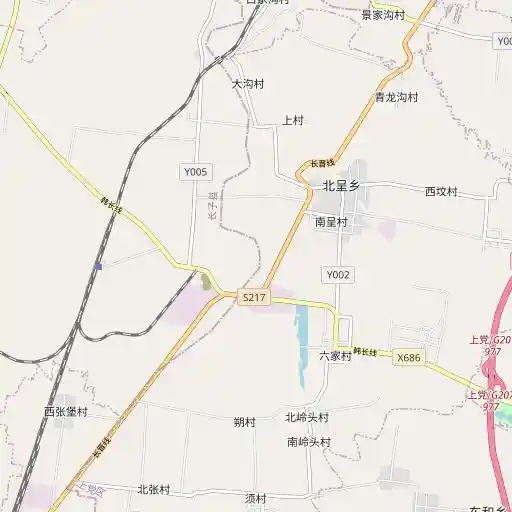 吕家沟村
景家沟村
Y00
大沟村
青龙沟村
上村
长晋线
Y005
北呈乡
西坟村
韩长线
长子县
南呈村
Y002
S217
上党/G20
977
韩长线
六家村
X686
上党/G207
977
西张堡村
北岭头村
朔村
南岭头村
长晋线
上党区
北张村
须村
东和乡